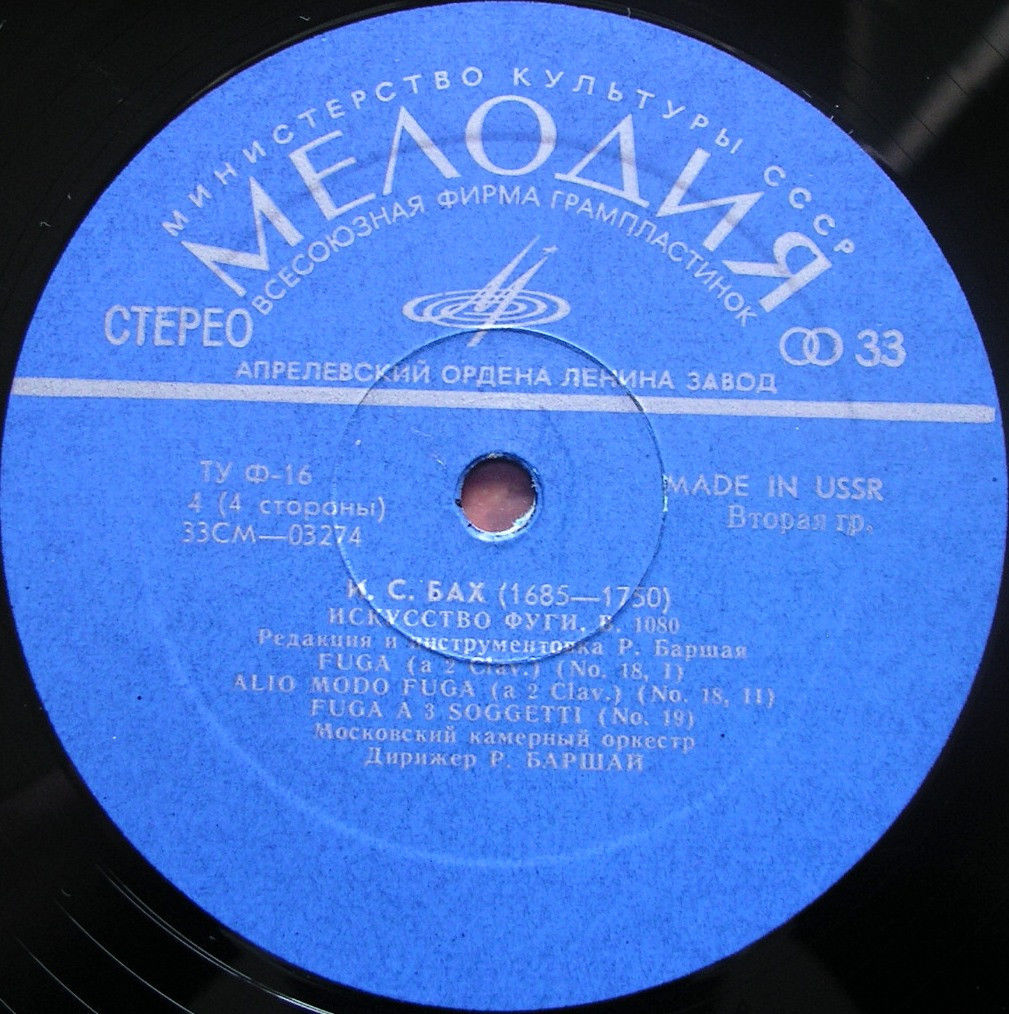 МИНИСТЕРСТВО КУЛЬТУРЫ СССР
МЕЛОДИЯ
ВСЕСОЮЗНАЯ ФИРМА ГРАМПЛАСТИНОК
СТЕРЕО
33
АПРЕЛЕВСКИЙ ОРДЕНА ЛЕНИНА ЗАВОД
ТУ Ф-16
4 (4 стороны)
33СМ—03274
MADE IN USSR
Вторая гр.
И. С. БАХ (1685—1750)
ИСКУССТВО ФУГИ, В. 1080
Редакция и инструментовка Р. Баршая
FUGA (a 2 Clav.) (No. 18, I)
ALIO MODO FUGA (a 2 Clav.) (No. 18, 11)
FUGA A 3 SOGGETTI (No. 19)
Московский камерный оркестр
Дирижер Р. БАРШАЙ